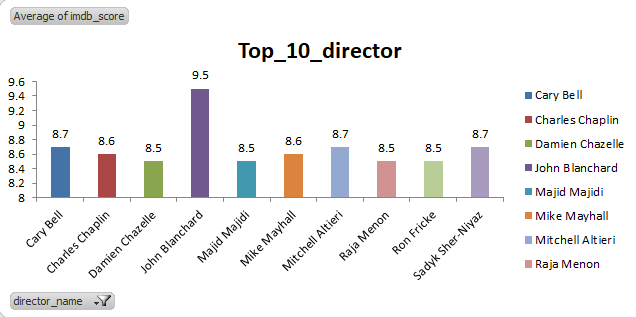 Average of imdb_score
Top_10_director
9.6
9.4
9.2
9
8.8
8.6
8.4
8.2
8
8.7
8.6
8.5
9.5
8.5
8.6
8.7
8.5
8.5
8.7
Cary Bell
Charles Chaplin
Damien Chazelle
John Blanchard
Majid Majidi
Mike Mayhall
Mitchell Altieri
Raja Menon
Ron Fricke
Sadyk Sher-Niyaz
Cary Bell
Charles Chaplin
Damien Chazelle
John Blanchard
Majid Majidi
Mike Mayhall
Mitchell Altieri
Raja Menon
director_name